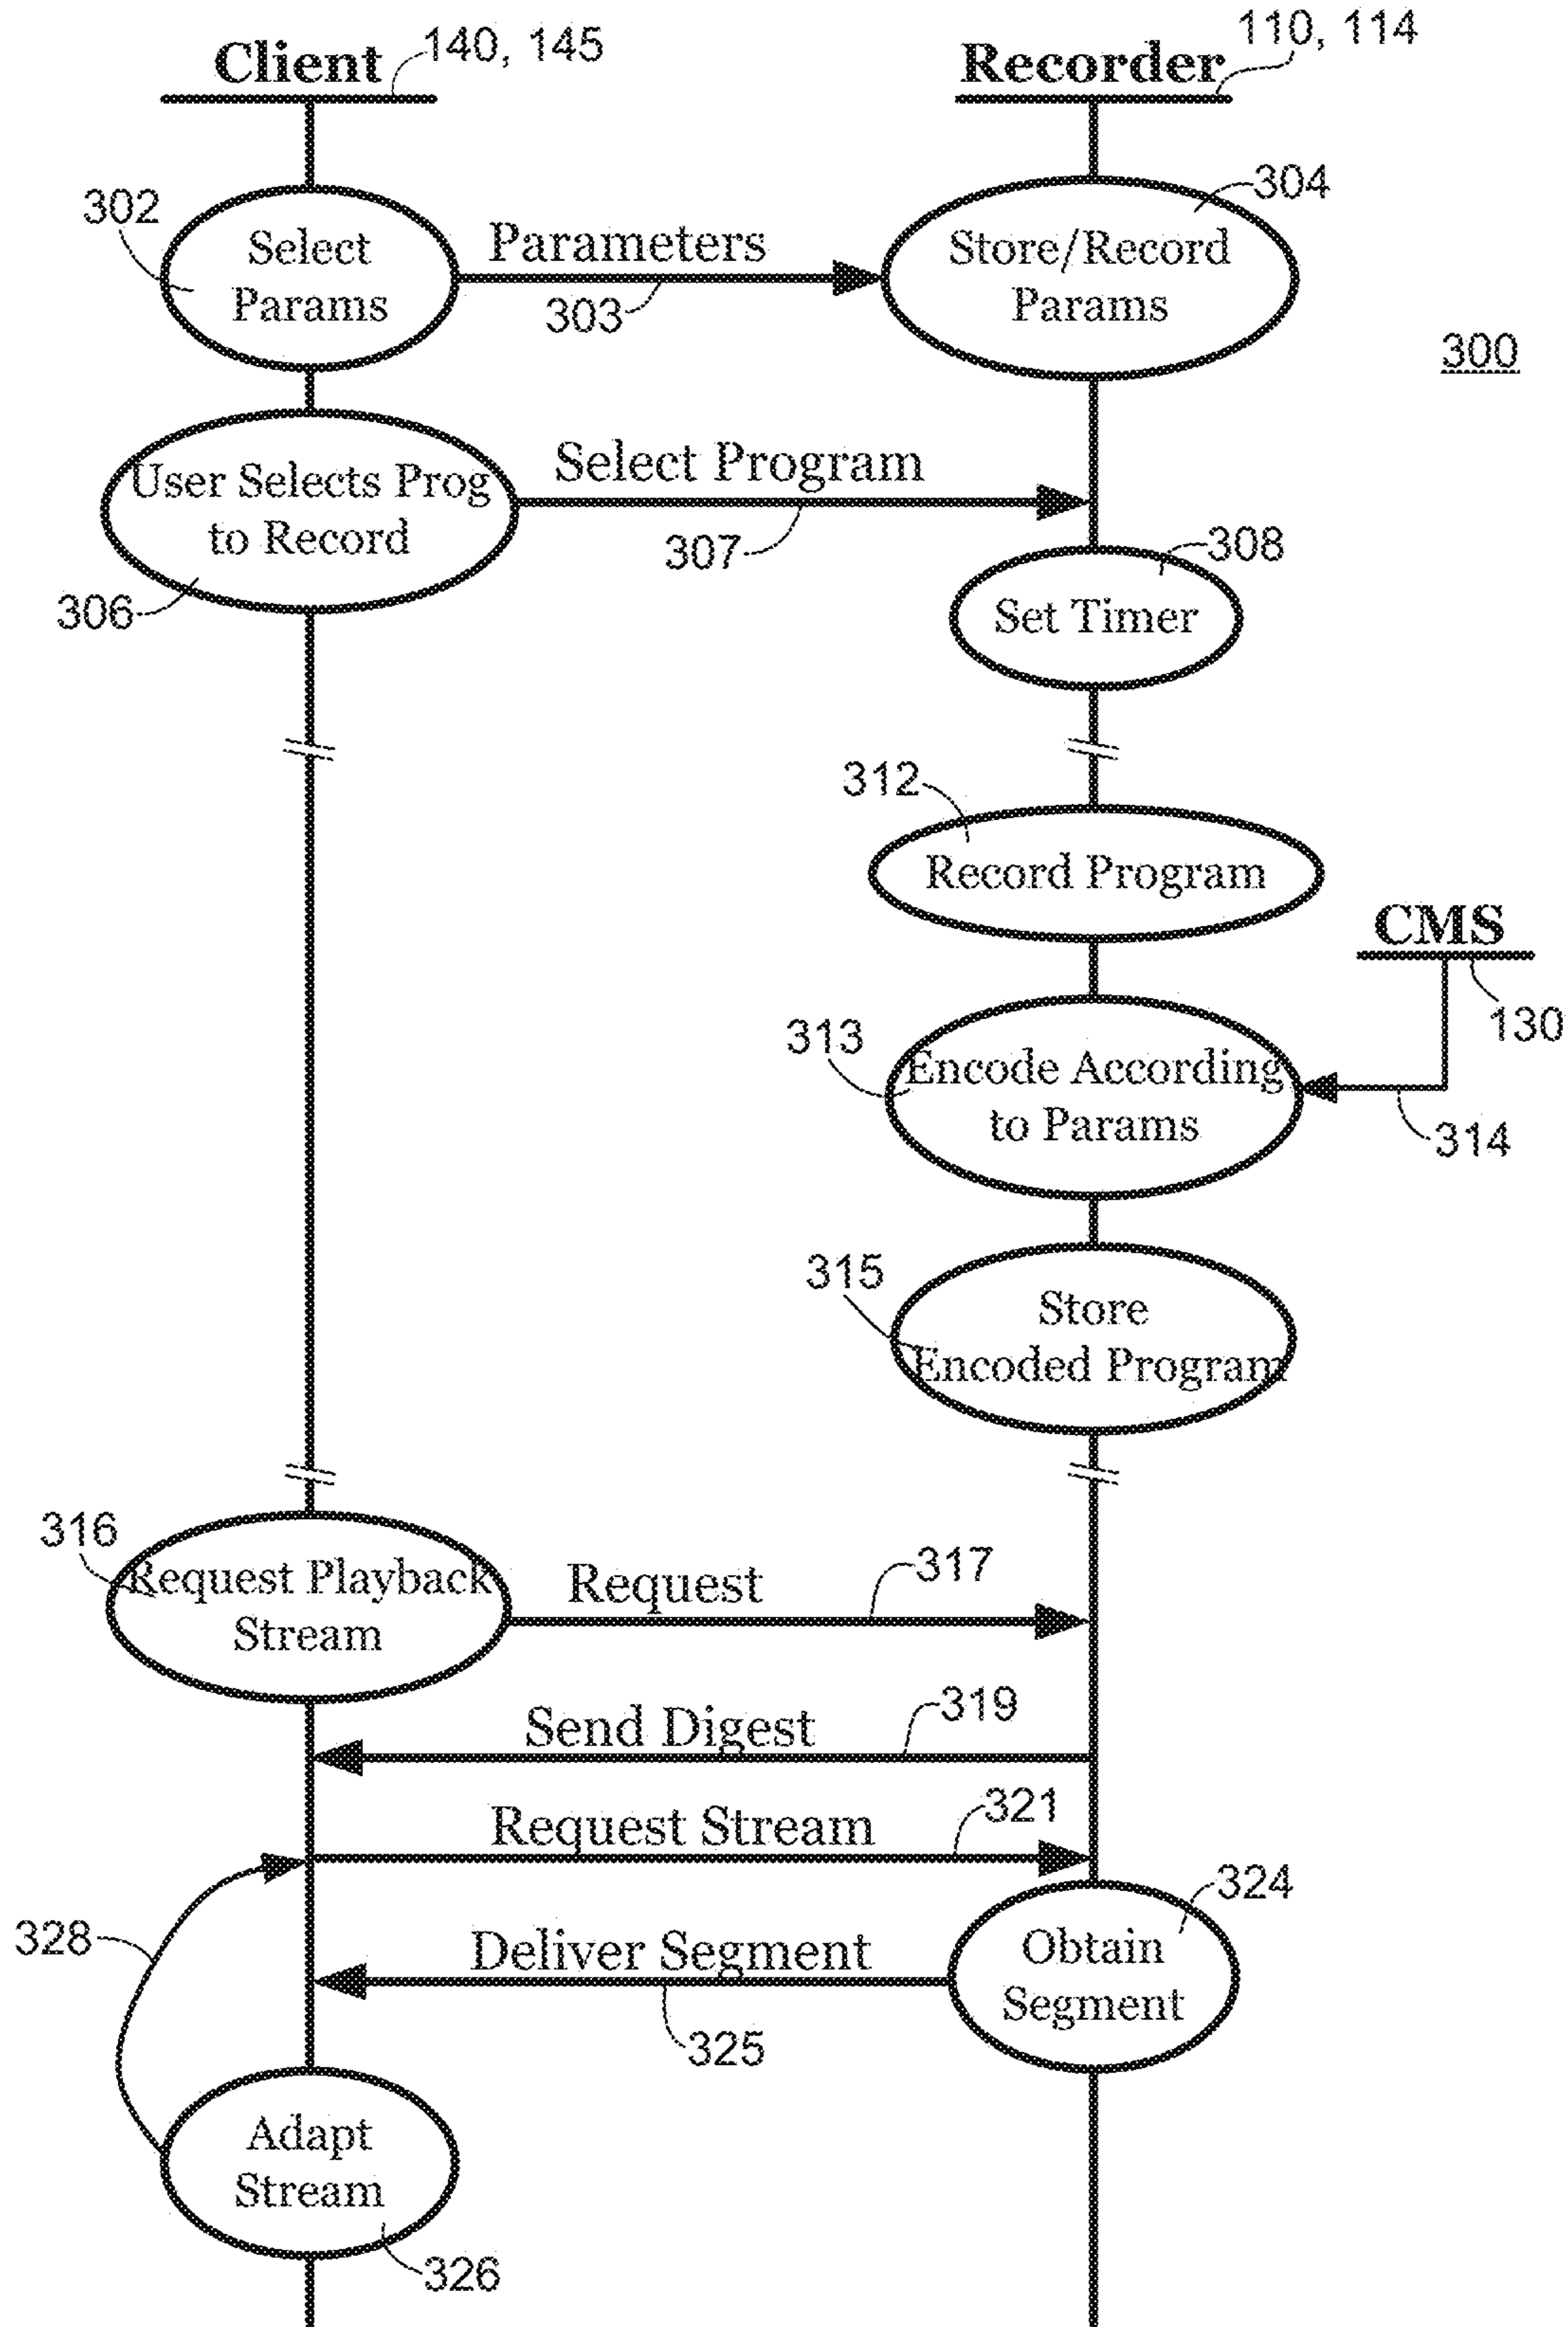 Client
140, 145
Recorder
110, 114
302
Select
Params
Parameters
303
304
Store/Record
Params
300
User Selects Prog
to Record
306
Select Program
307
308
Set Timer
312
Record Program
CMS
130
313
Encode According
to Params
314
315
Store
Encoded Program
316
Request Playback
Stream
Request
317
Send Digest
319
Request Stream
321
324
328
Deliver Segment
325
Obtain
Segment
Adapt
Stream
326